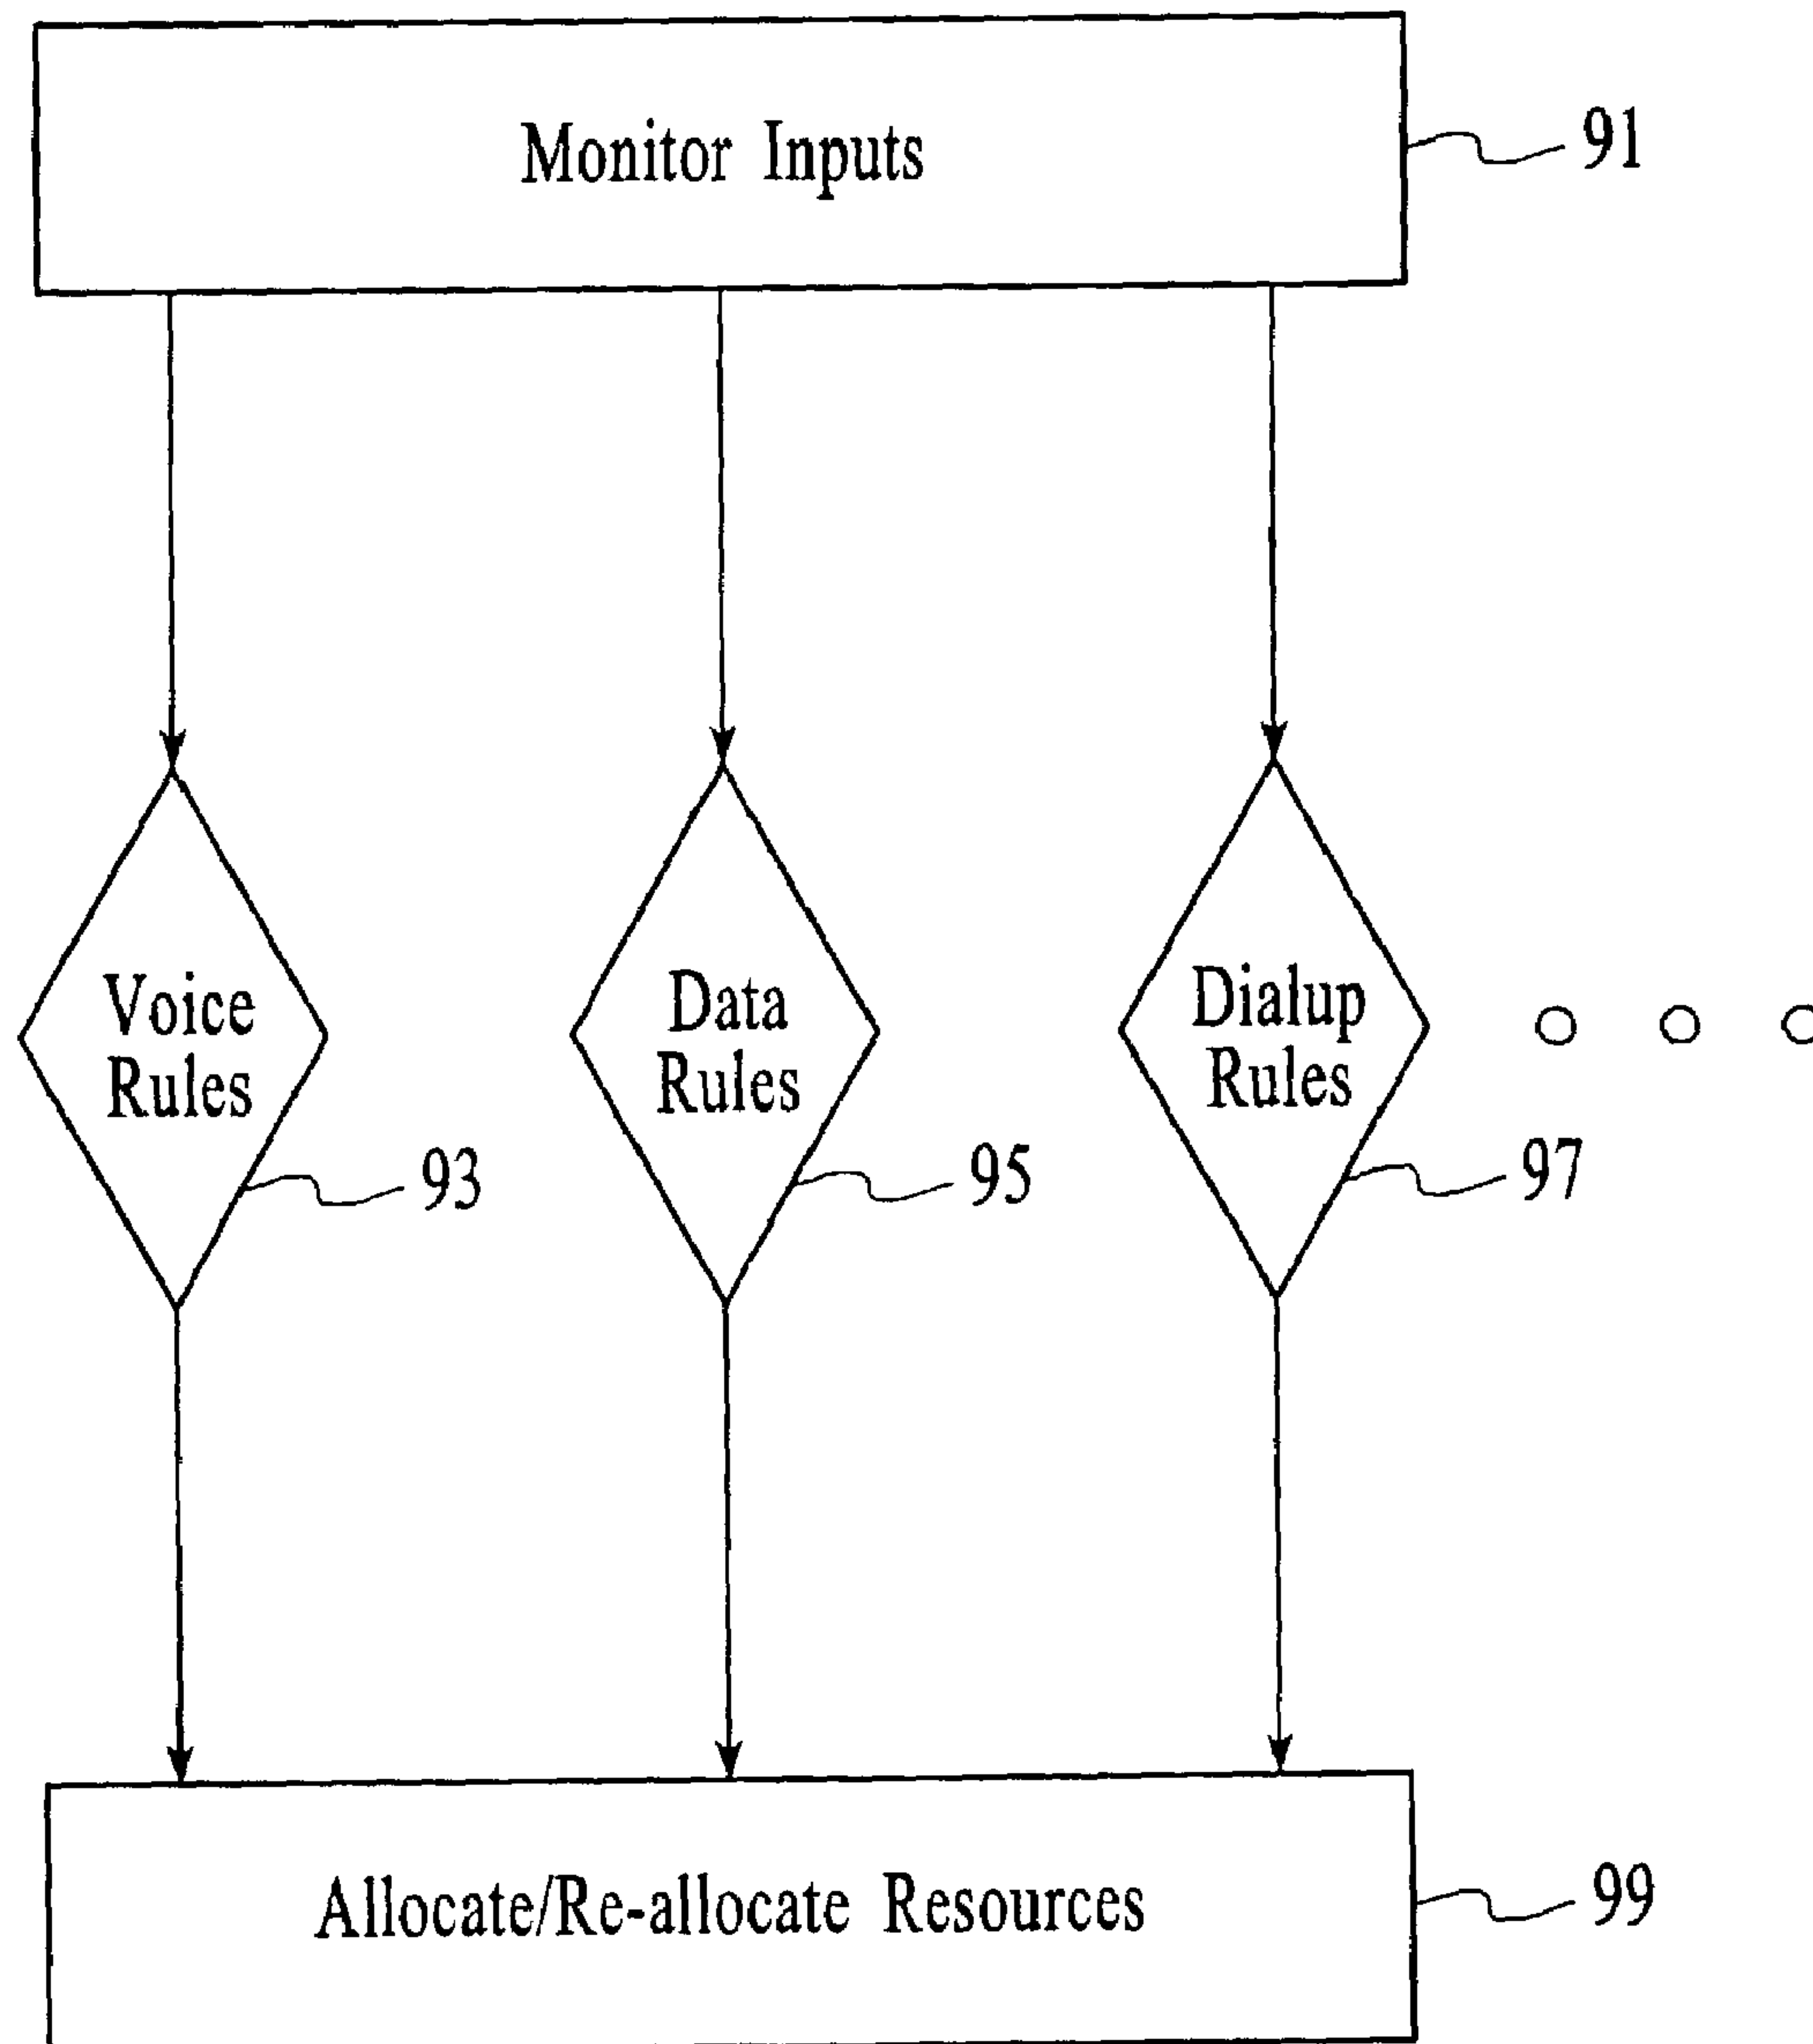 Monitor Inputs
91
Voice
Rules
93
Data
Rules
95
Dialup
Rules
97
Allocate/Re-allocate Resources
99